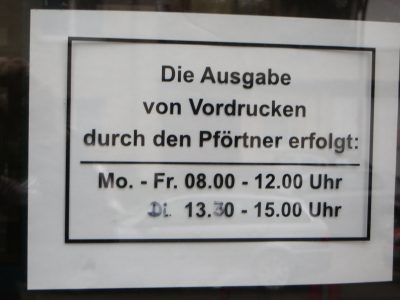 Die Ausgabe
von Vordrucken
durch den Pförtner erfolgt:
Mo. - Fr. 08.00 - 12.00 Uhr
Di. 13.30 - 15.00 Uhr